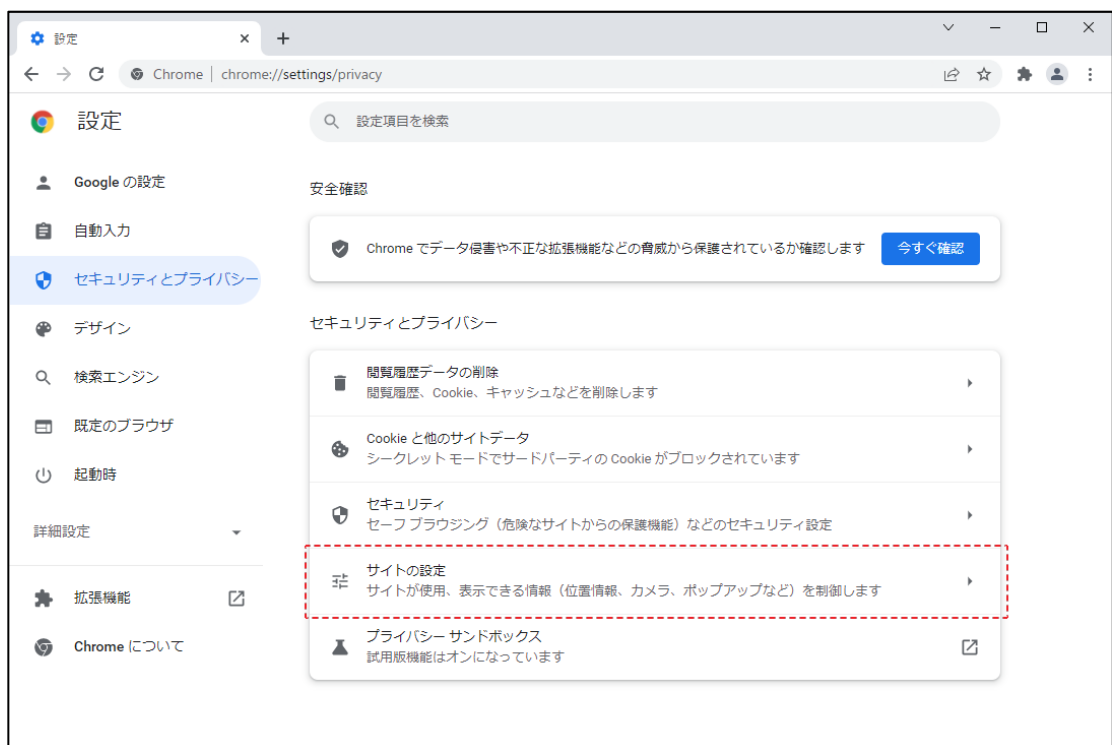 設定
Chrome | chrome://settings/privacy
設定
設定項目を検索
Google の設定
自動入力
セキュリティとプライバシー
デザイン
検索エンジン
既定のブラウザ
起動時
詳細設定
拡張機能
Chrome について
安全確認
Chrome でデータ侵害や不正な拡張機能などの脅威から保護されているか確認します
今すぐ確認
セキュリティとプライバシー
閲覧履歴データの削除
閲覧履歴、Cookie、キャッシュなどを削除します
Cookie と他のサイトデータ
シークレット モードでサードパーティの Cookie がブロックされています
セキュリティ
セーフ ブラウジング（危険なサイトからの保護機能）などのセキュリティ設定
サイトの設定
サイトが使用、表示できる情報（位置情報、カメラ、ポップアップなど）を制御します
プライバシー サンドボックス
試用版機能はオンになっています